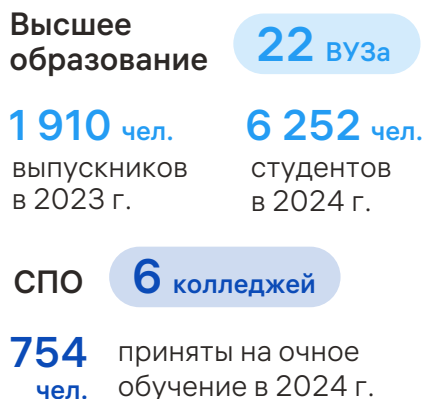 Высшее
образование
22 ВУЗа
1 910 чел.
выпускников
в 2023 г.
6 252 чел.
студентов
в 2024 г.
СПО
6 колледжей
754
чел.
приняты на очное
обучение в 2024 г.